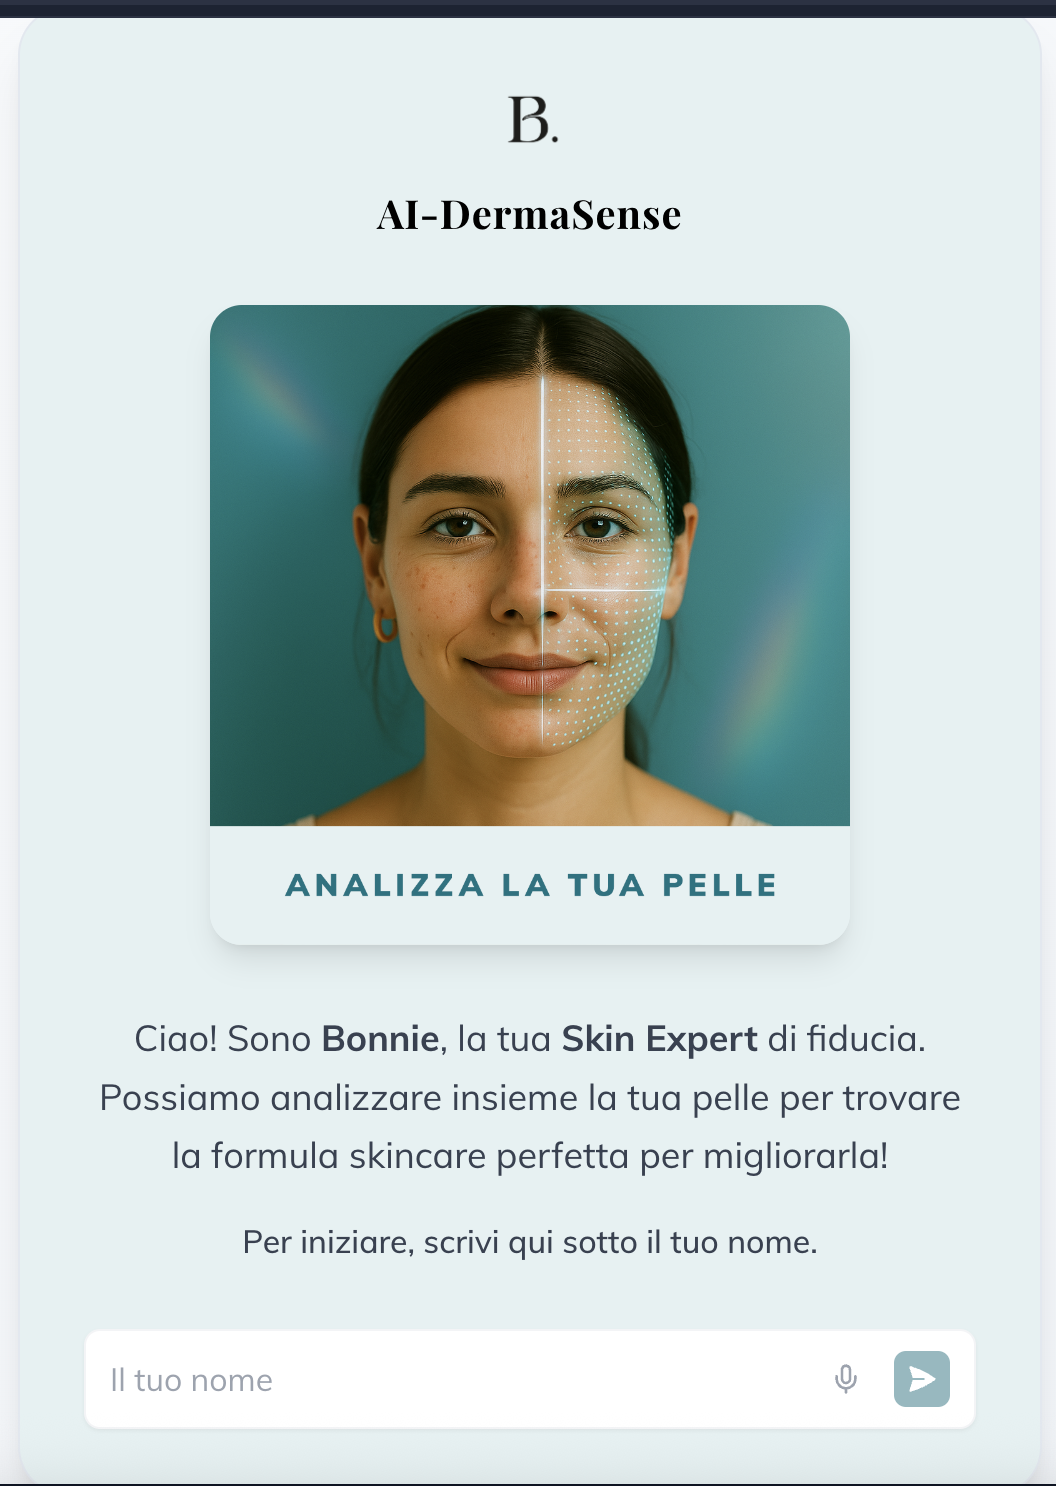 B.
AI-DermaSense
ANALIZZA LA TUA PELLE
Ciao! Sono Bonnie, la tua Skin Expert di fiducia.
Possiamo analizzare insieme la tua pelle per trovare
la formula skincare perfetta per migliorarla!
Per iniziare, scrivi qui sotto il tuo nome.
Il tuo nome